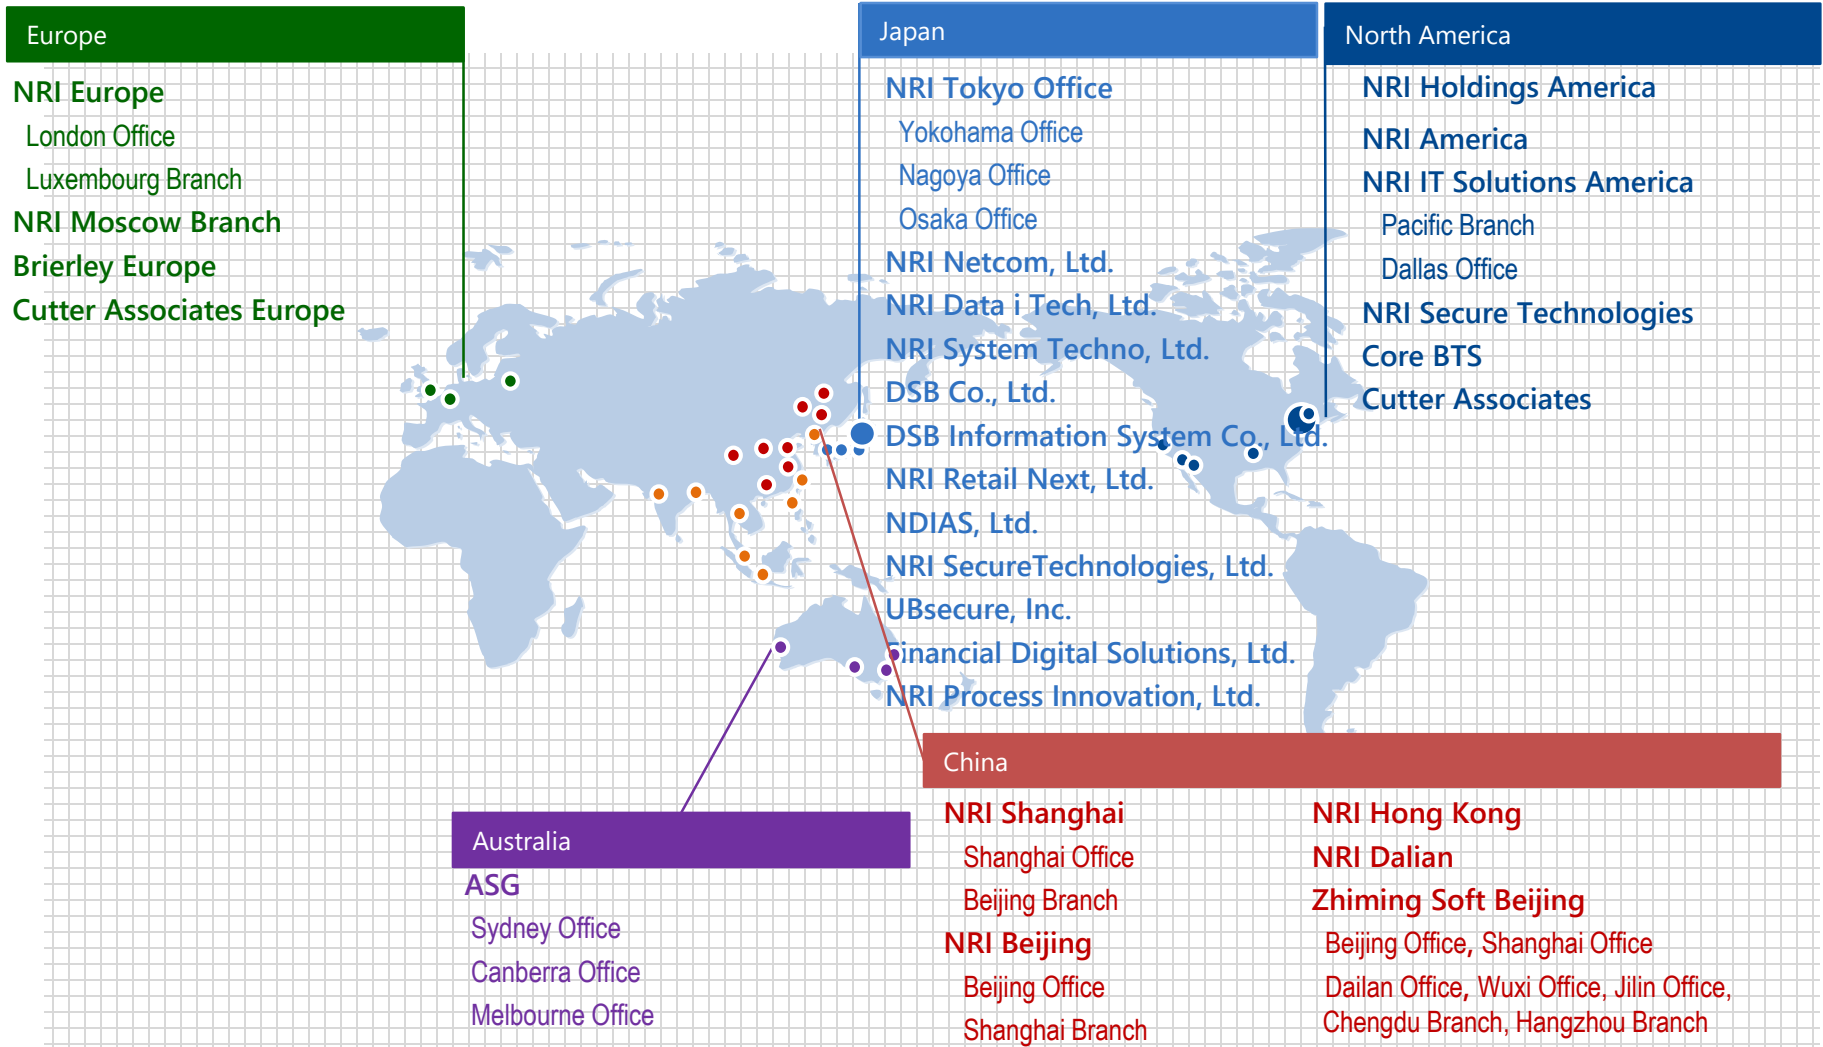 Europe
NRI Europe
London Office
Luxembourg Branch
NRI Moscow Branch
Brierley Europe
Cutter Associates Europe
Japan
NRI Tokyo Office
Yokohama Office
Nagoya Office
Osaka Office
NRI Netcom, Ltd.
NRI Data i Tech, Ltd.
NRI System Techno, Ltd.
DSB Co., Ltd.
DSB Information System Co., Ltd.
NRI Retail Next, Ltd.
NDIAS, Ltd.
NRI SecureTechnologies, Ltd.
UBsecure, Inc.
Financial Digital Solutions, Ltd.
NRI Process Innovation, Ltd.
North America
NRI Holdings America
NRI America
NRI IT Solutions America
Pacific Branch
Dallas Office
NRI Secure Technologies
Core BTS
Cutter Associates
Australia
ASG
Sydney Office
Canberra Office
Melbourne Office
China
NRI Shanghai
Shanghai Office
Beijing Branch
NRI Beijing
Beijing Office
Shanghai Branch
NRI Hong Kong
NRI Dalian
Zhiming Soft Beijing
Beijing Office, Shanghai Office
Dailan Office, Wuxi Office, Jilin Office,
Chengdu Branch, Hangzhou Branch